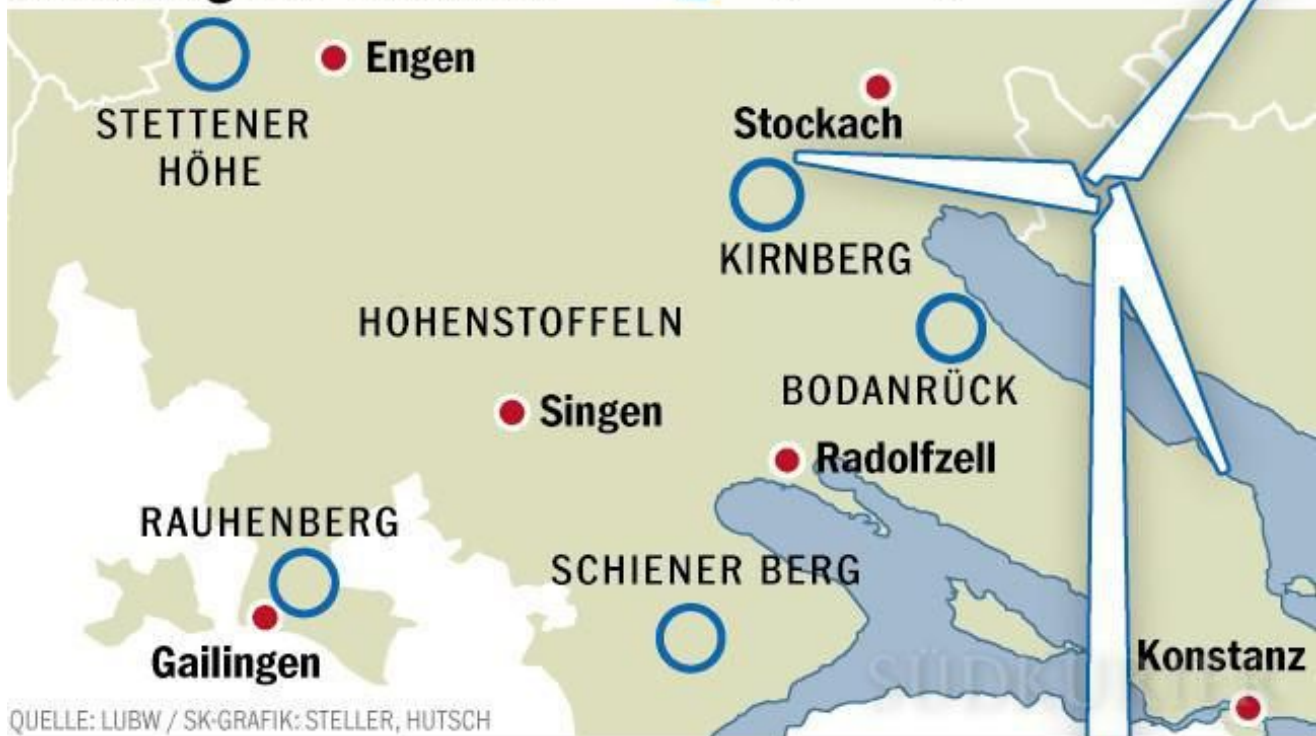 Engen
STETTENER
HÖHE
Stockach
KIRNBERG
HOHENSTOFFELN
BODANRÜCK
Singen
Radolfzell
RAUHENBERG
SCHIENER BERG
Gailingen
Konstanz
SÜDKURIER
QUELLE: LUBW / SK-GRAFIK: STELLER, HUTSCH